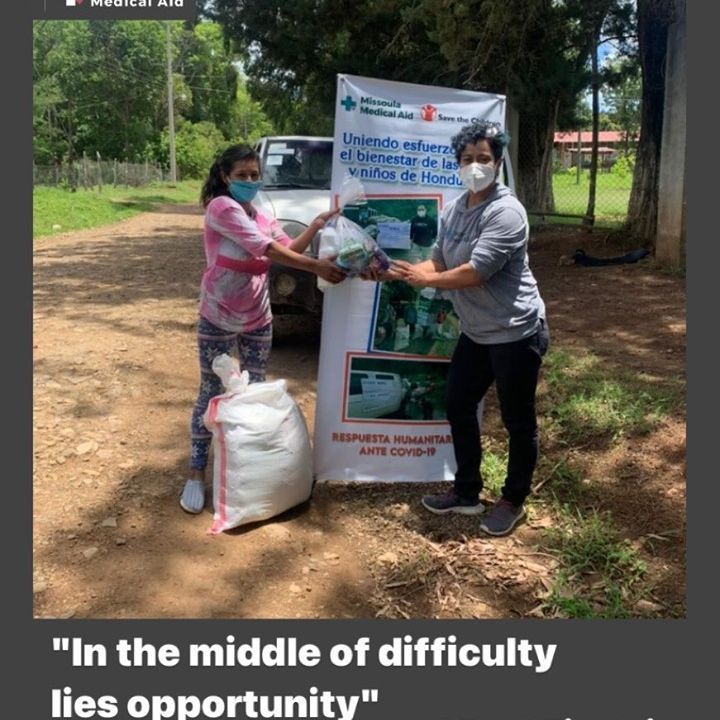 Medical Aid
Missoula
Medical Aid
Save the Children
Uniendo esfuerzo
el bienestar de las
y niños de Hondu
RESPUESTA HUMANITAR
ANTE COVID-19
"In the middle of difficulty
lies opportunity"